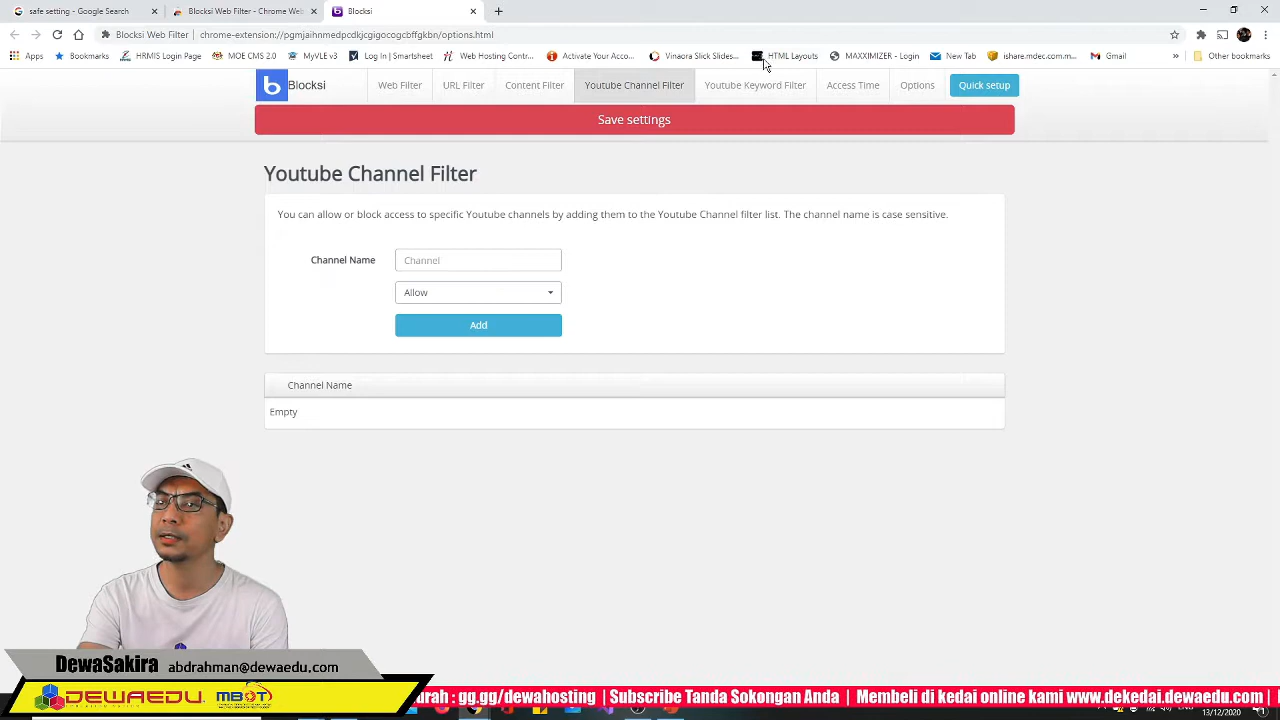 safe setting - Google Search
Blocksi Web Filter - Chrome We
Blocksi
Blocksi Web Filter | chrome-extension://pgmjaihnmedpcdkjcgigocogcbffgkbn/options.html
Apps Bookmarks HRMIS Login Page MOE CMS 2.0 MyVLE v3 Log In | Smartsheet Web Hosting Contr... Activate Your Acco... Vinaora Slick Slides... HTML Layouts MAXXIMIZER - Login New Tab ishare.mdec.com.m... Gmail » Other bookmarks
Web Filter URL Filter Content Filter Youtube Channel Filter Youtube Keyword Filter Access Time Options Quick setup
Save settings
Youtube Channel Filter
You can allow or block access to specific Youtube channels by adding them to the Youtube Channel filter list. The channel name is case sensitive.
Channel Name Channel
Allow
Add
Channel Name
Empty
DewaSakira abdrahman@dewaedu.com
DEWAEDU MBOT
urah : gg.gg/dewahosting | Subscribe Tanda Sokongan Anda | Membeli di kedai online kami www.dekedai.dewaedu.com |
13/12/2020